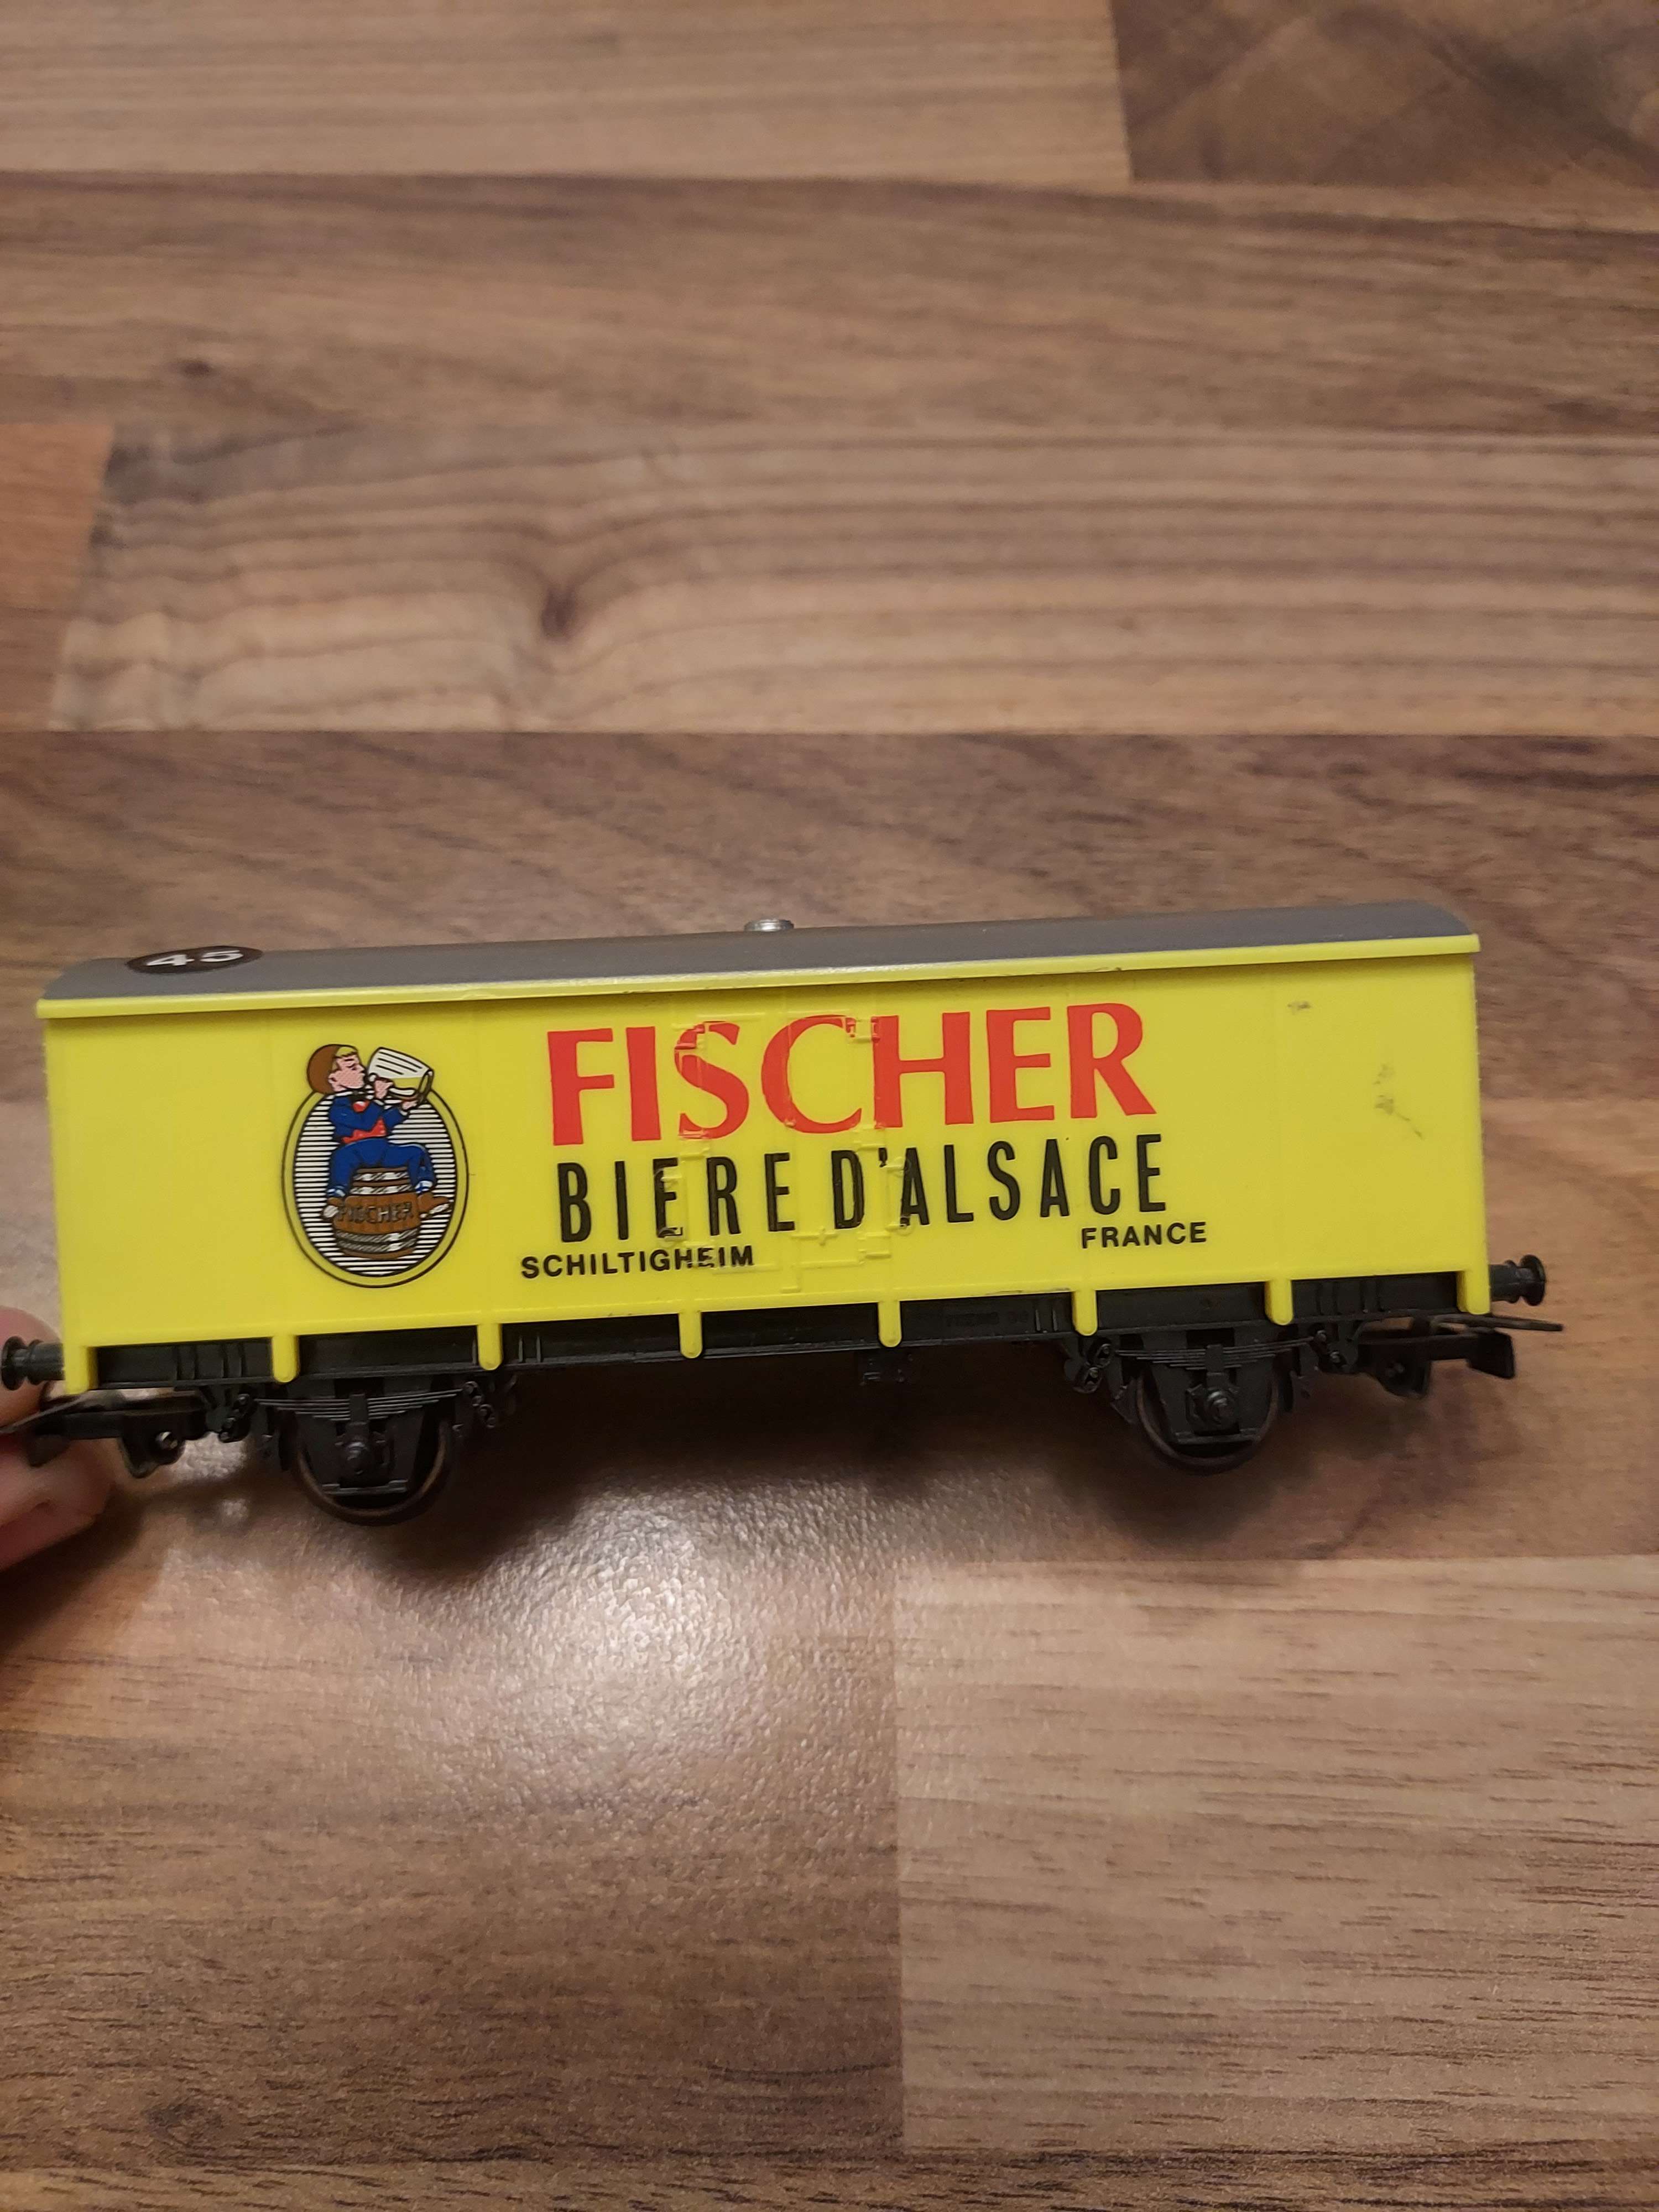 45
FISCHER
BIERE D'ALSACE
SCHILTIGHEIM
FRANCE
FISCHER